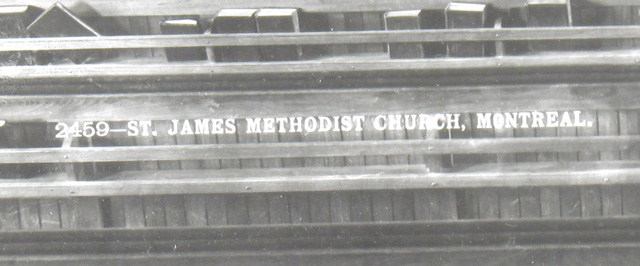 2459—ST. JAMES METHODIST CHURCH, MONTREAL.